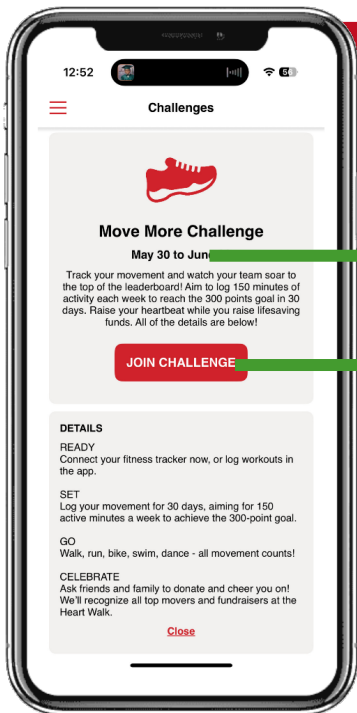 12:52
50
Challenges
Move More Challenge
May 30 to Jun
Track your movement and watch your team soar to
the top of the leaderboard! Aim to log 150 minutes of
activity each week to reach the 300 points goal in 30
days. Raise your heartbeat while you raise lifesaving
funds. All of the details are below!
JOIN CHALLENGE
DETAILS
READY
Connect your fitness tracker now, or log workouts in
the app.
SET
Log your movement for 30 days, aiming for 150
active minutes a week to achieve the 300-point goal.
GO
Walk, run, bike, swim, dance - all movement counts!
CELEBRATE
Ask friends and family to donate and cheer you on!
We'll recognize all top movers and fundraisers at the
Heart Walk.
Close